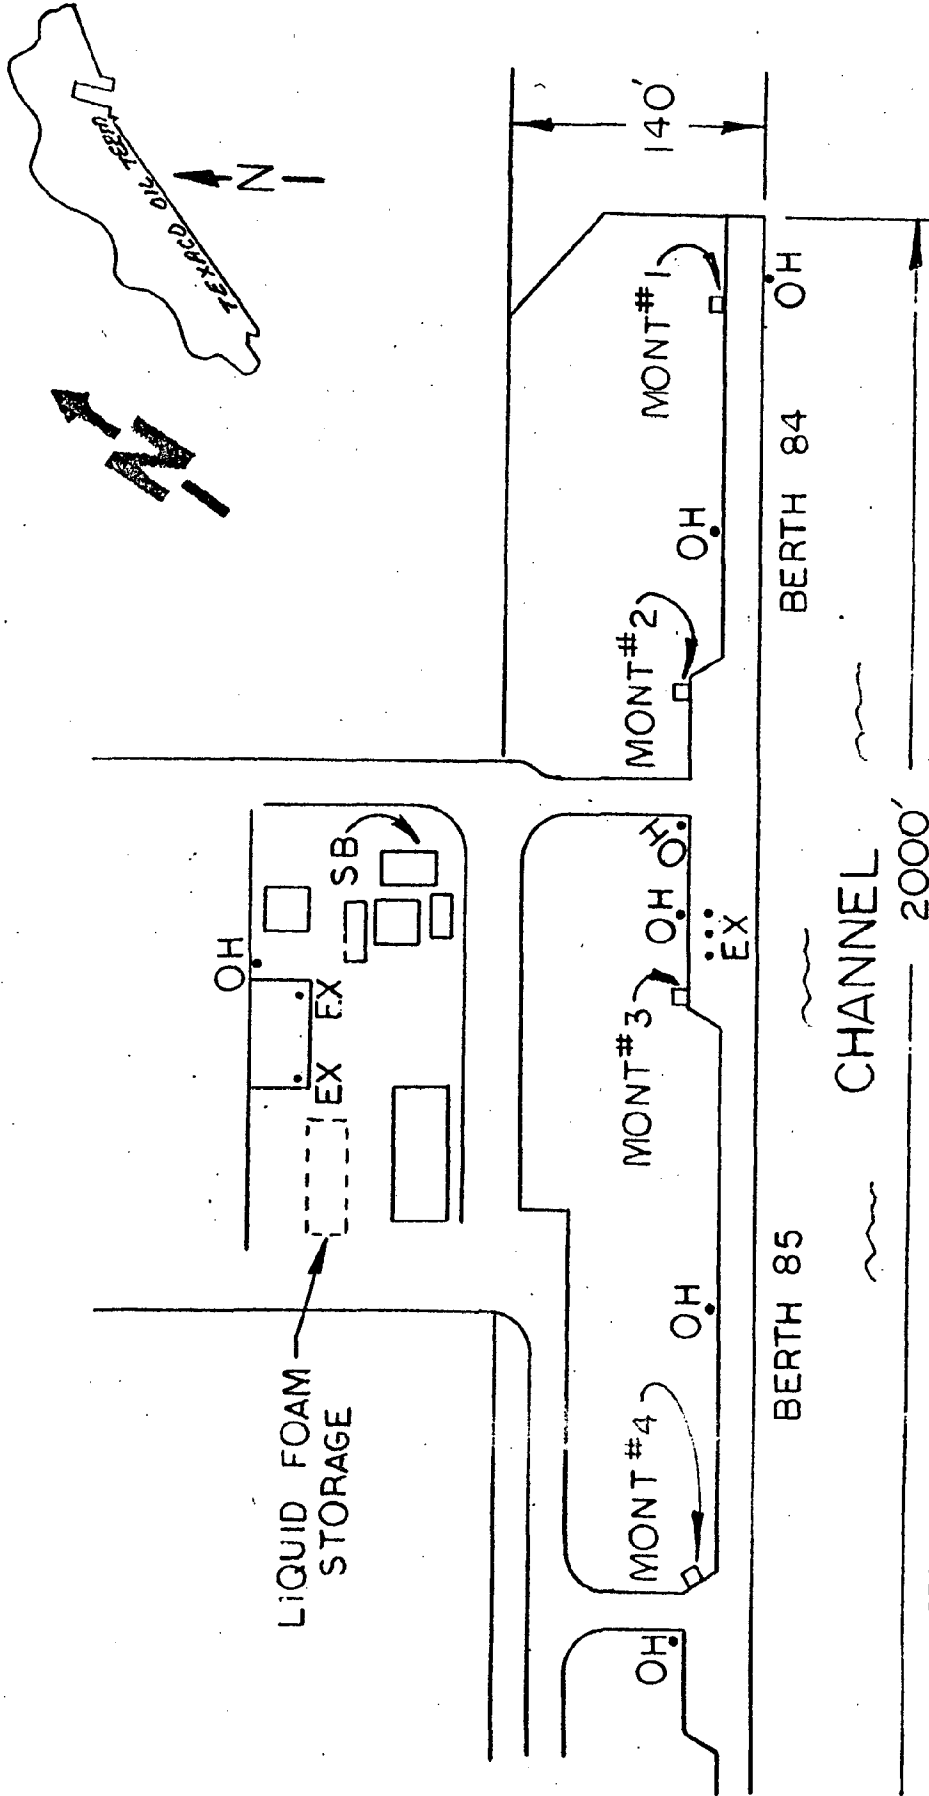 TEXACO OIL TERM
N
N
140'
OH
SB
EX
EX
LIQUID FOAM
STORAGE
MONT #4
MONT #3
MONT #2
MONT #1
OH
OH
OH
OH
OH
OH
EX
BERTH 85
BERTH 84
CHANNEL
2000'